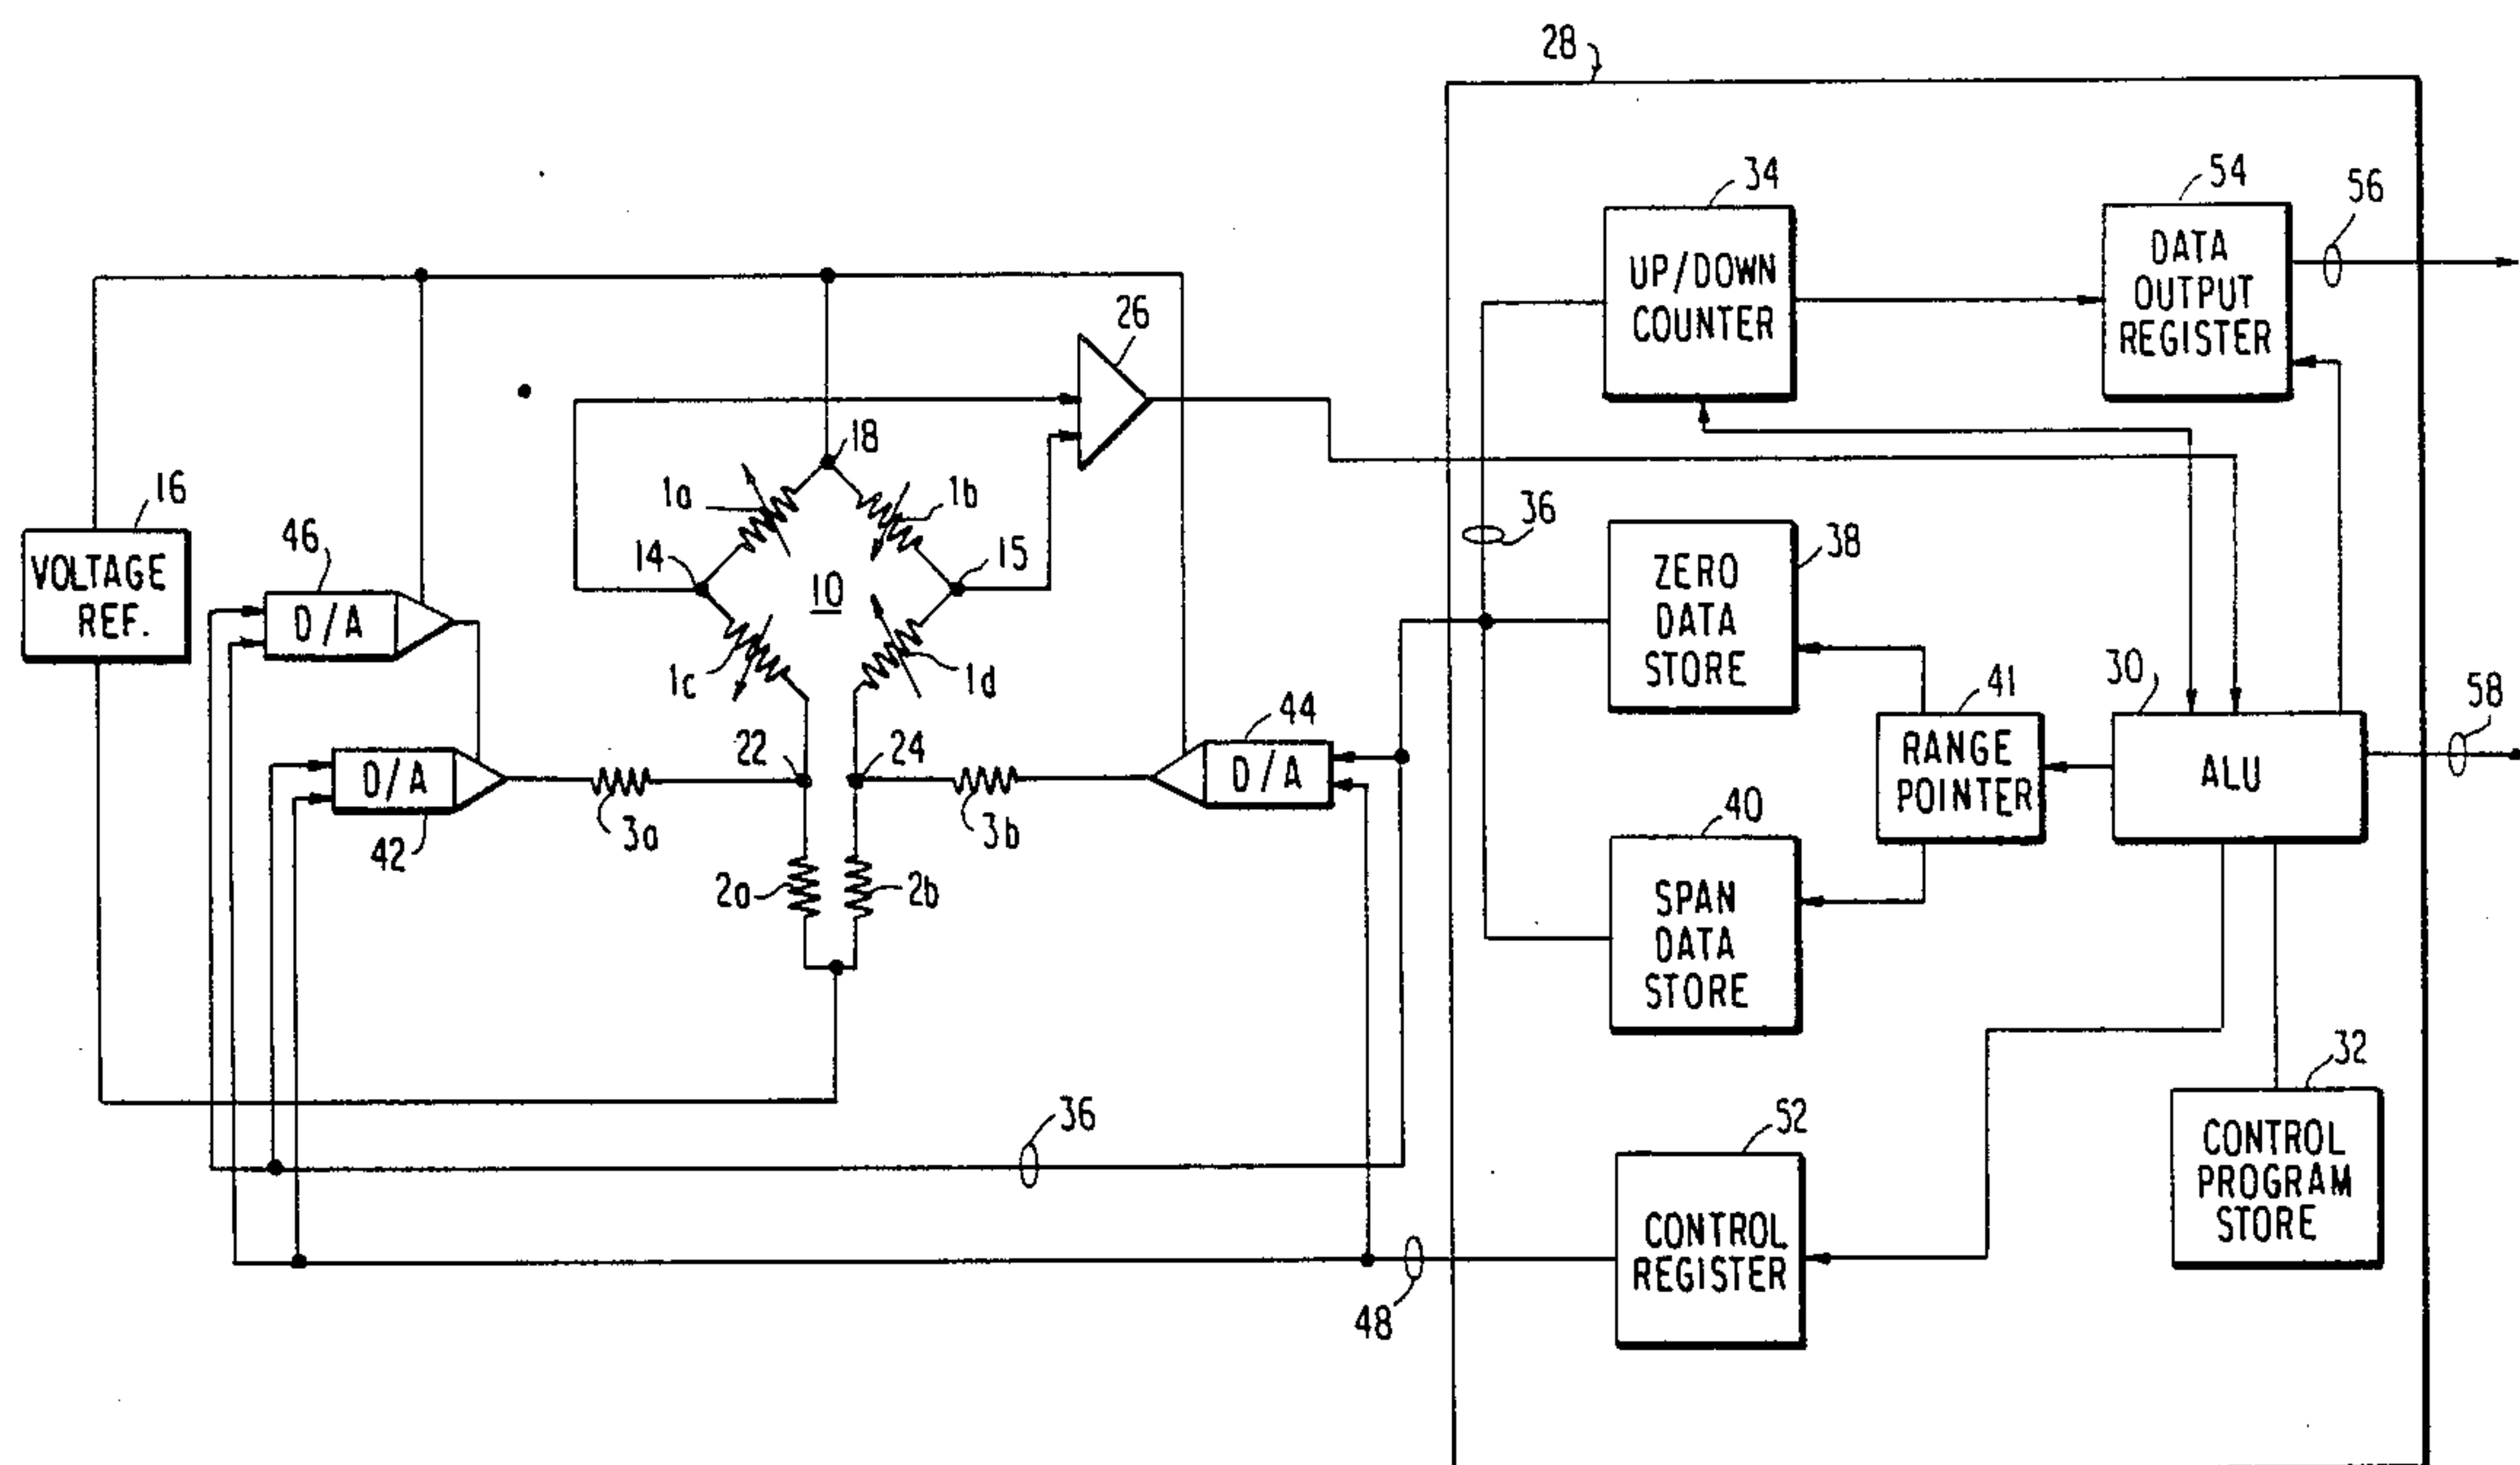 28
34
54
56
UP/DOWN
COUNTER
DATA
OUTPUT
REGISTER
26
18
16
1a
1b
36
46
14
15
38
VOLTAGE
REF.
10
ZERO
DATA
STORE
D/A
1c
1d
30
41
58
44
22
24
RANGE
POINTER
ALU
D/A
D/A
3a
3b
42
40
2a
2b
SPAN
DATA
STORE
32
36
52
CONTROL
PROGRAM
STORE
CONTROL
REGISTER
48